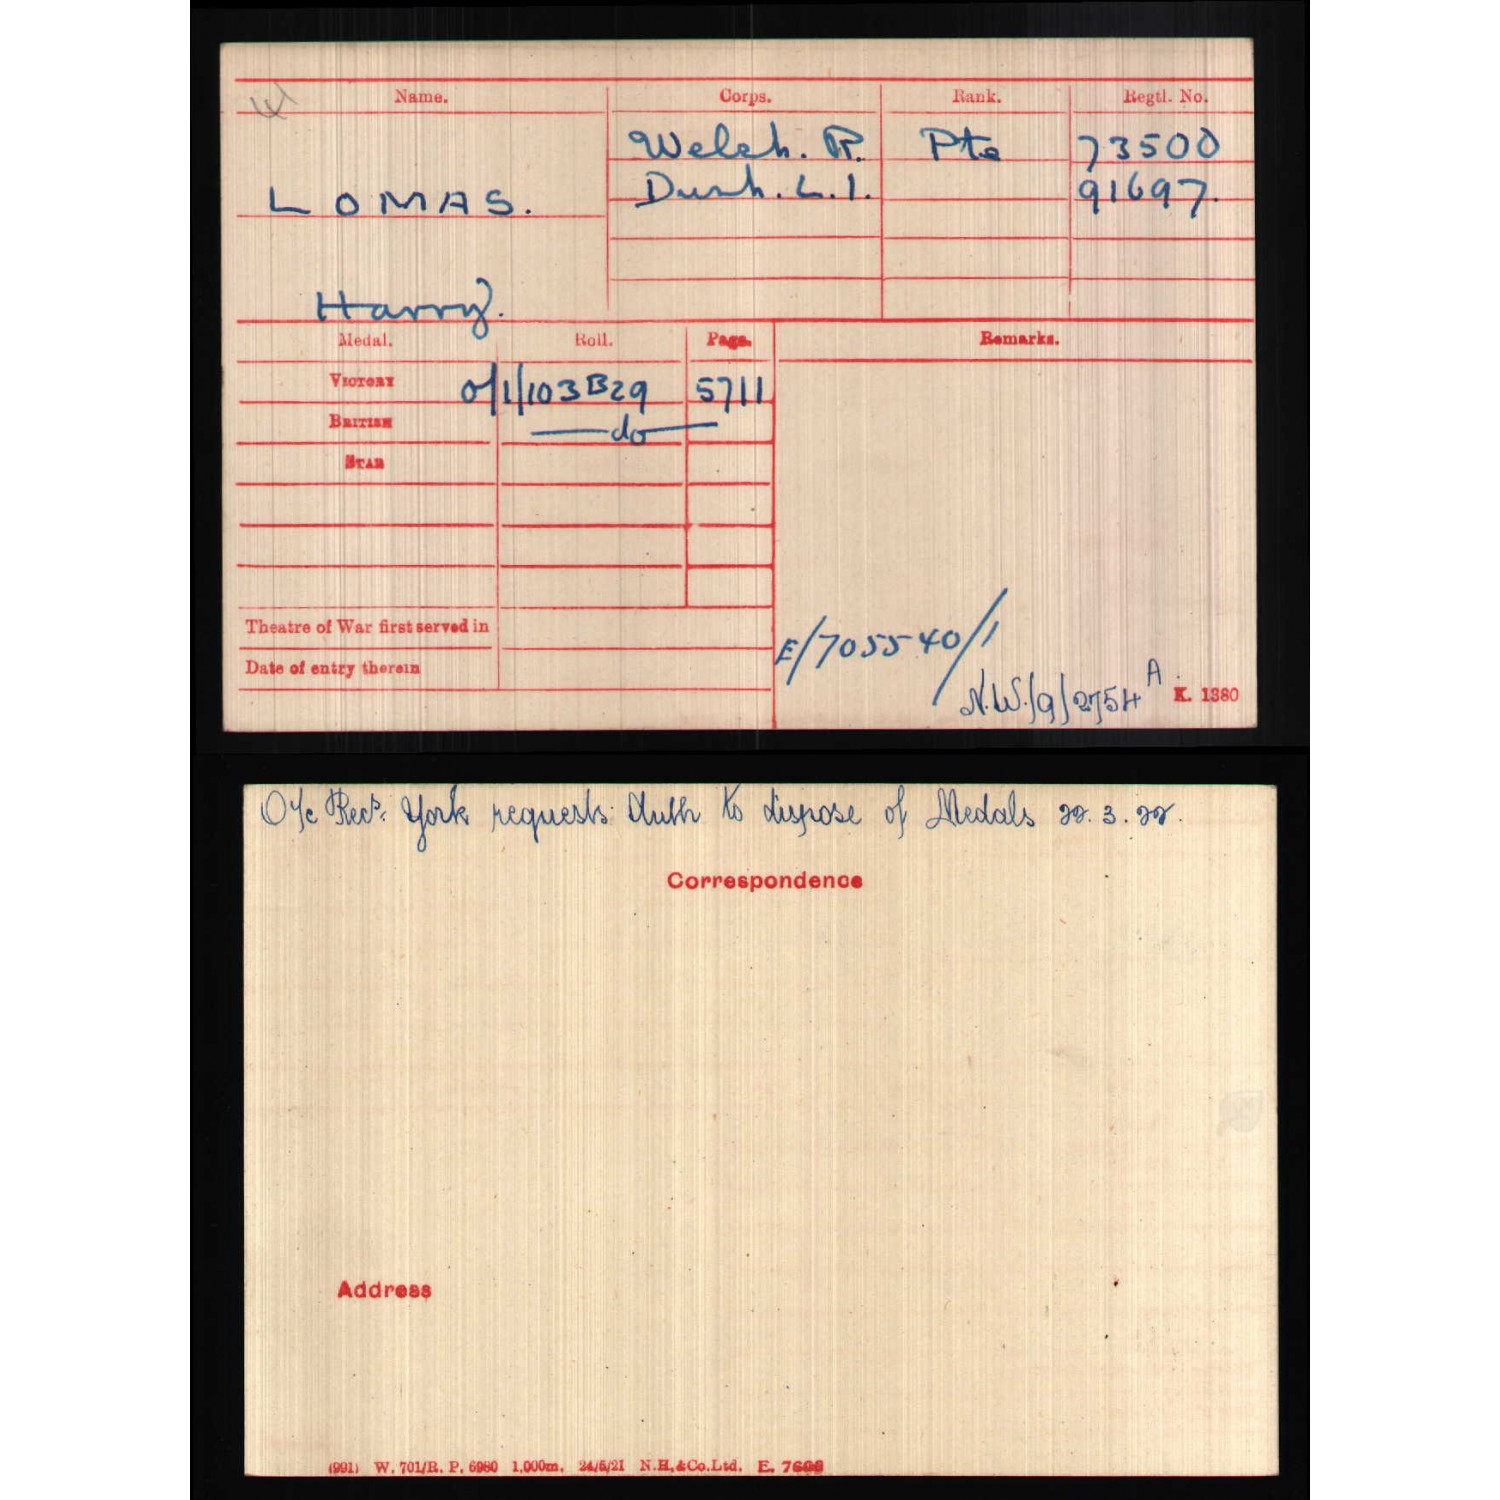 Name. Corps. Rank. Regtl. No.
Welch. R. Pte 73500
LOMAS. Durh. L.I. 91697.
Harry.
Medal. Roll. Page. Remarks.
VICTORY O/1/103B29 5711
BRITISH —do—
STAR
Theatre of War first served in
Date of entry therein
E/705540/1
N.W./9/2754 A K. 1380
O/c Recs. York requests Auth to dispose of Medals 22.3.22.
Correspondence
Address
(991) W. 701/R. P. 6980 1,000m. 24/5/21 N.H.&Co.Ltd.